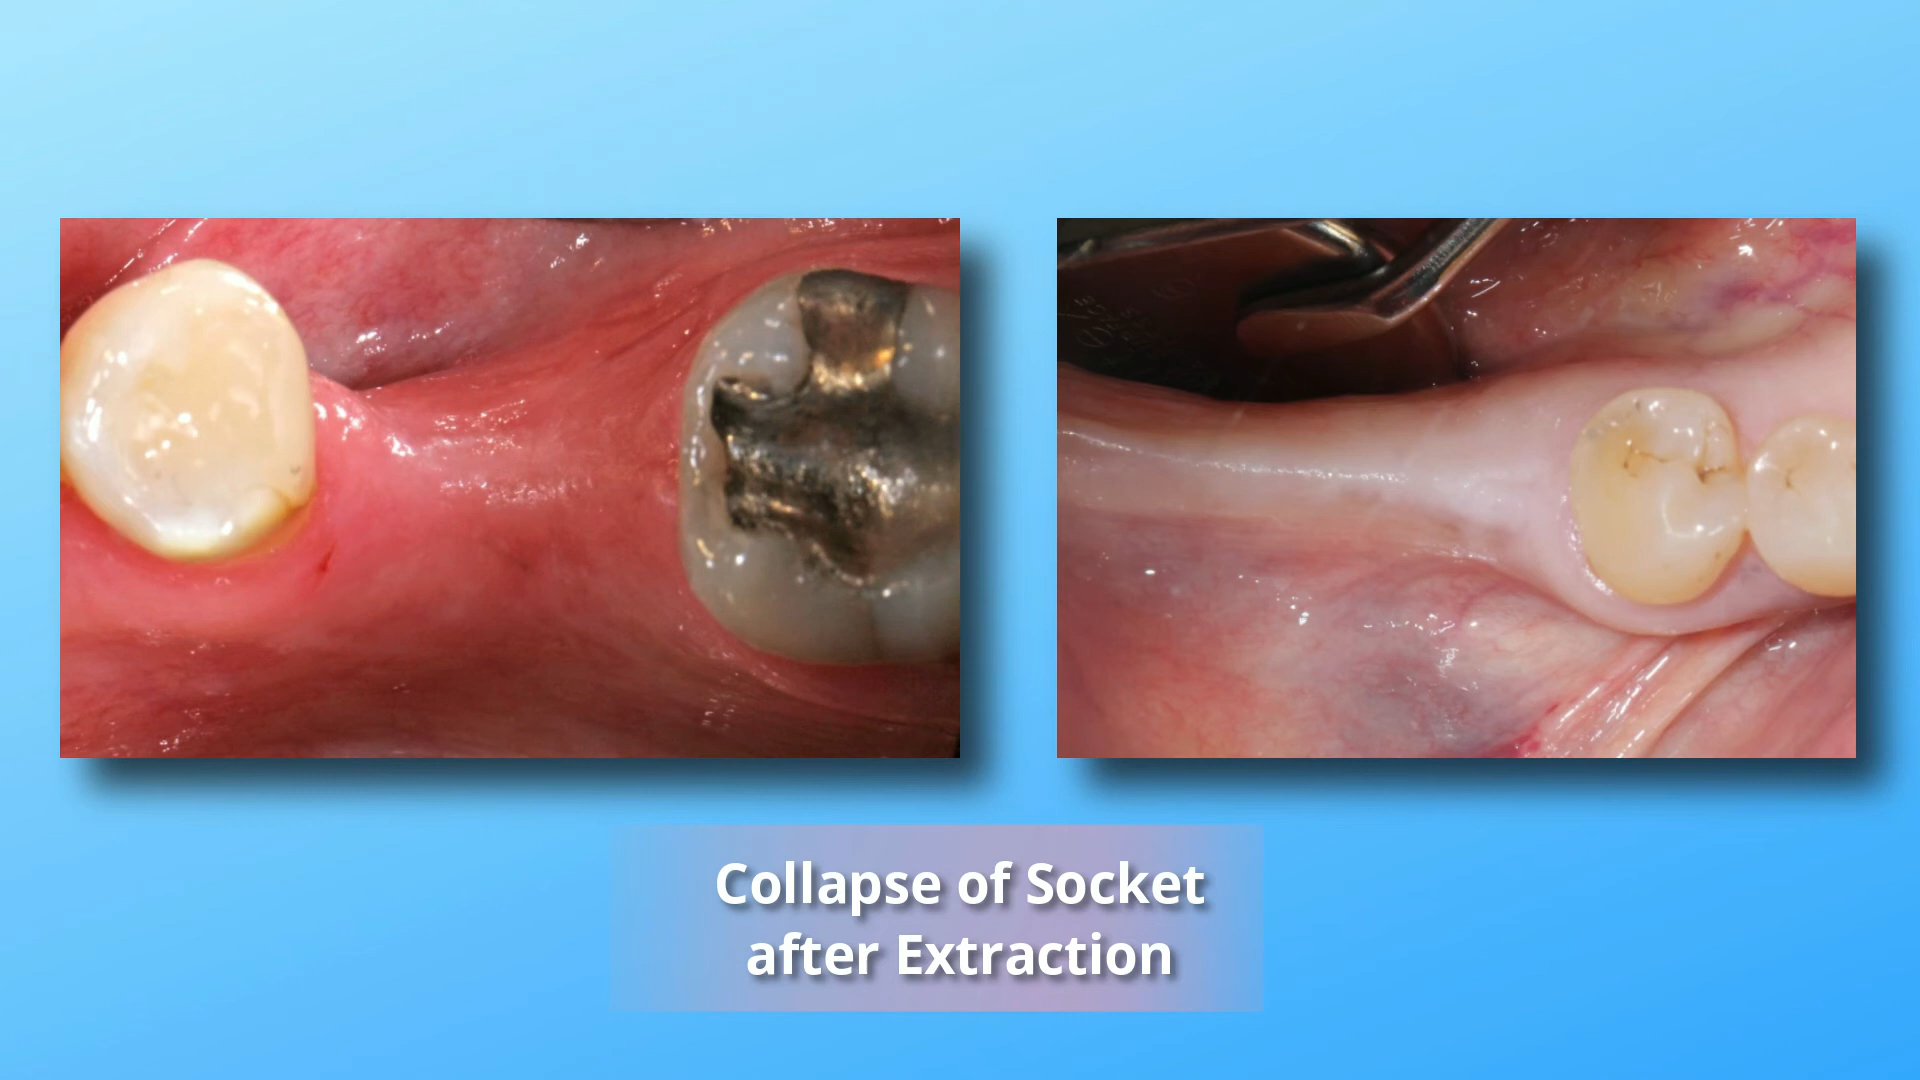 Collapse of Socket
after Extraction